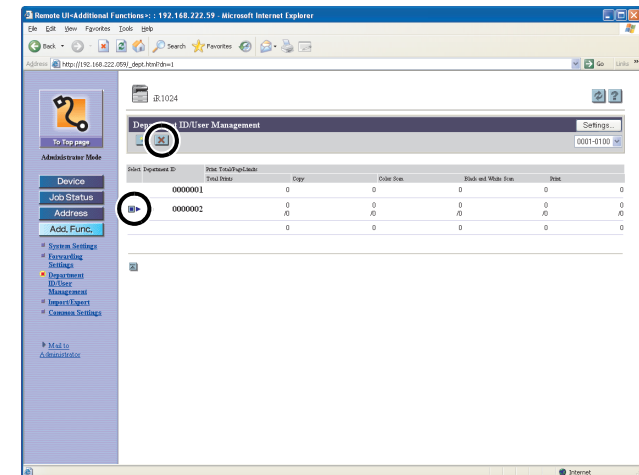 Remote UI<Additional Functions>: : 192.168.222.59 - Microsoft Internet Explorer
File Edit View Favorites Tools Help
Back Search Favorites
Address http://192.168.222.059/_dept.html?dn=1 Go Links »
iR1024
To Top page
Administrator Mode
Department ID/User Management Settings...
0001-0100
Select Department ID Print Total/PageLimits
Total Prints Copy Color Scan Black and White Scan Print
0000001 0 0 0 0 0
0000002 0 0 0 0 0
/0 /0 /0 /0 /0
0 0 0 0 0
Device
Job Status
Address
Add. Func.
System Settings
Forwarding
Settings
Department
ID/User
Management
Import/Export
Common Settings
Mail to
Administrator
Internet